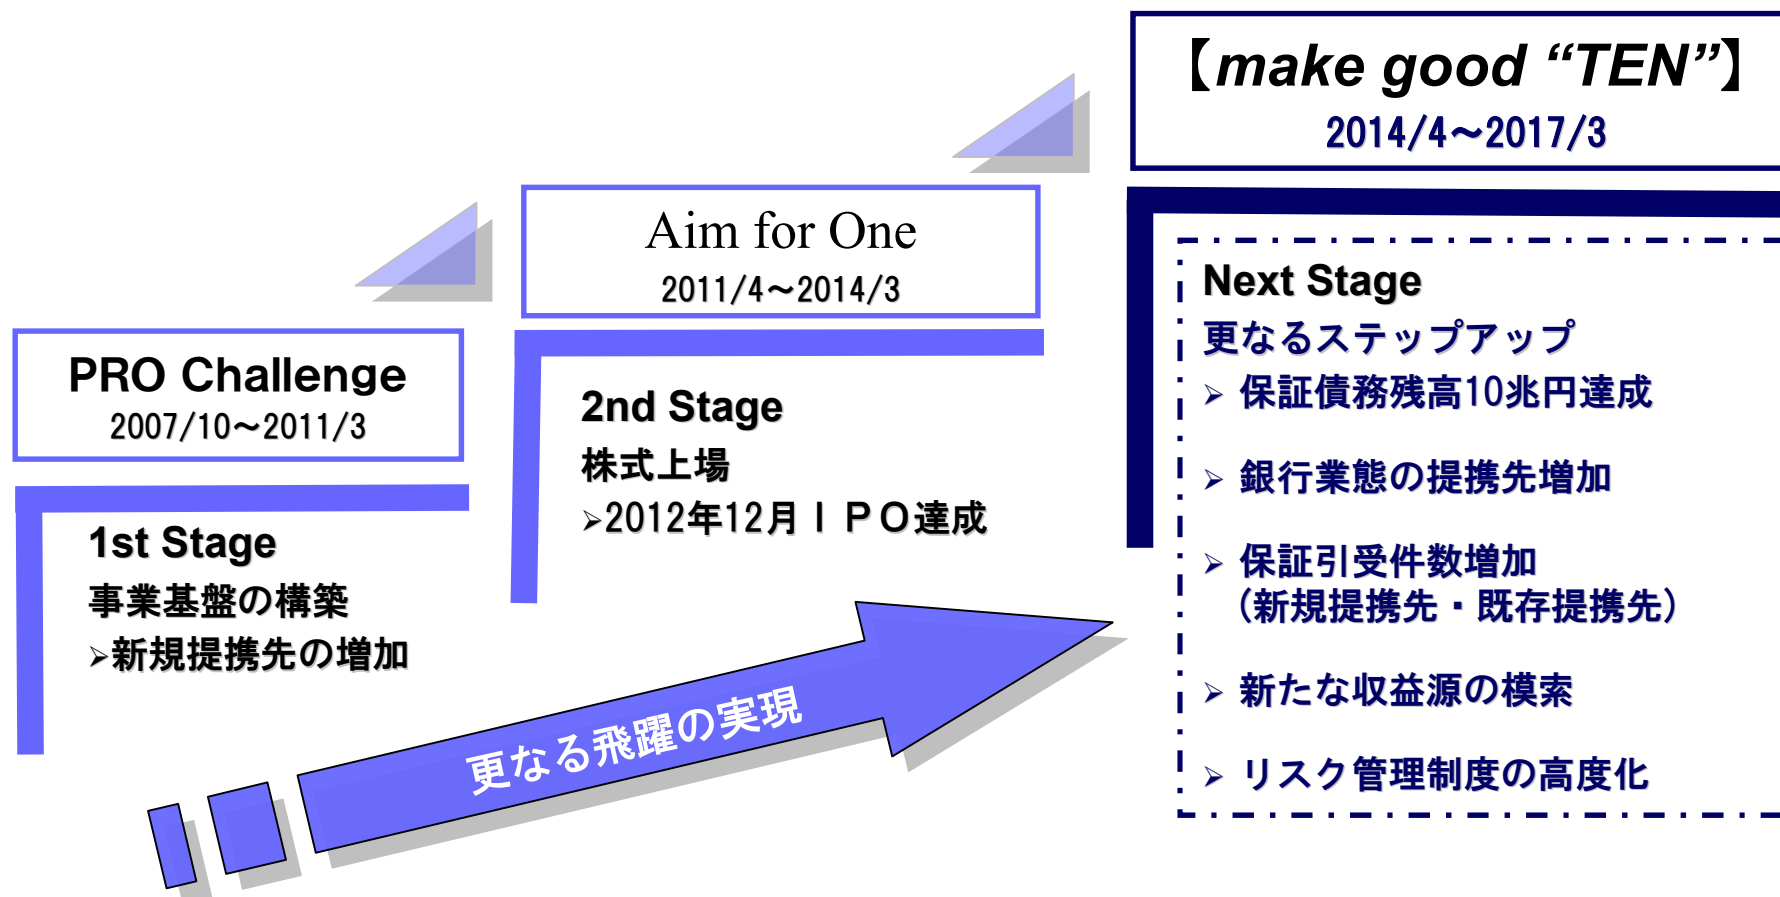 PRO Challenge
2007/10～2011/3
1st Stage
事業基盤の構築
➢新規提携先の増加
Aim for One
2011/4～2014/3
2nd Stage
株式上場
➢2012年12月ＩＰＯ達成
【make good “TEN”】
2014/4～2017/3
Next Stage
更なるステップアップ
➢ 保証債務残高10兆円達成
➢ 銀行業態の提携先増加
➢ 保証引受件数増加
（新規提携先・既存提携先）
➢ 新たな収益源の模索
➢ リスク管理制度の高度化
更なる飛躍の実現